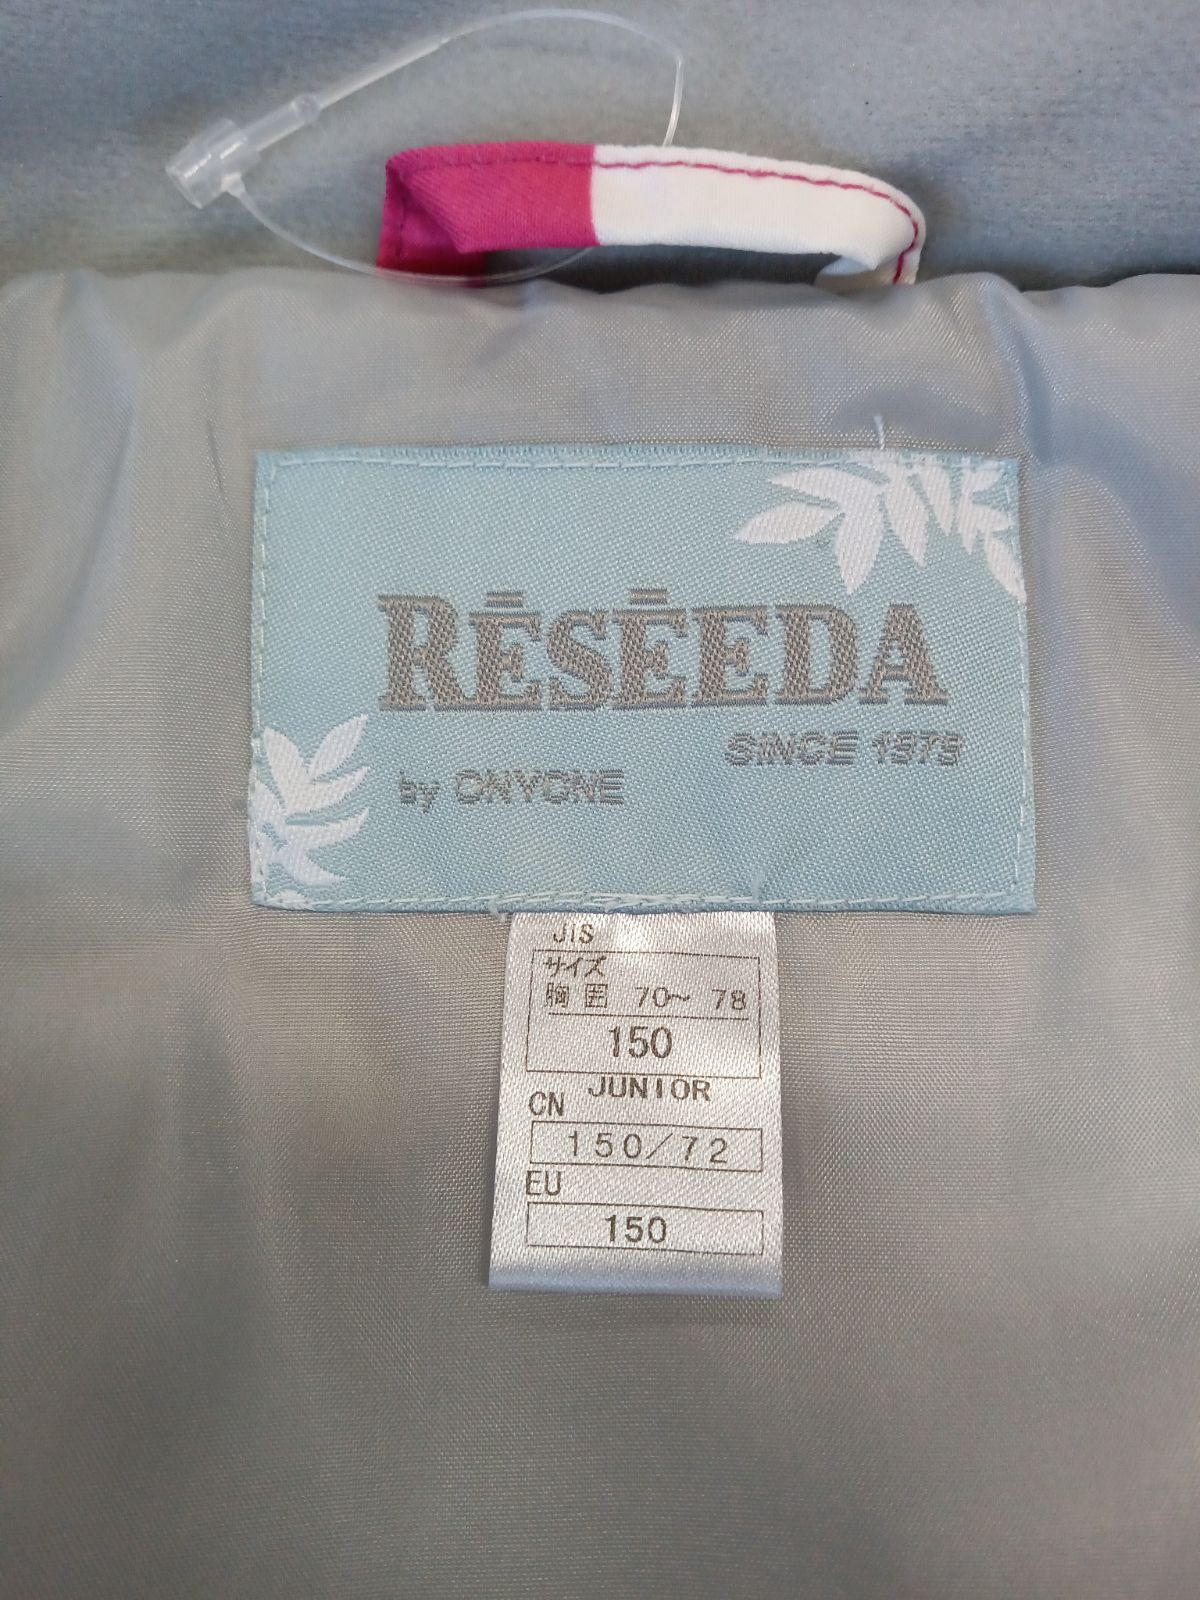 RĒSĒEDA
SINCE 1979
by ONYONE
JIS
サイズ
胸囲 70～78
150
JUNIOR
CN
150/72
EU
150